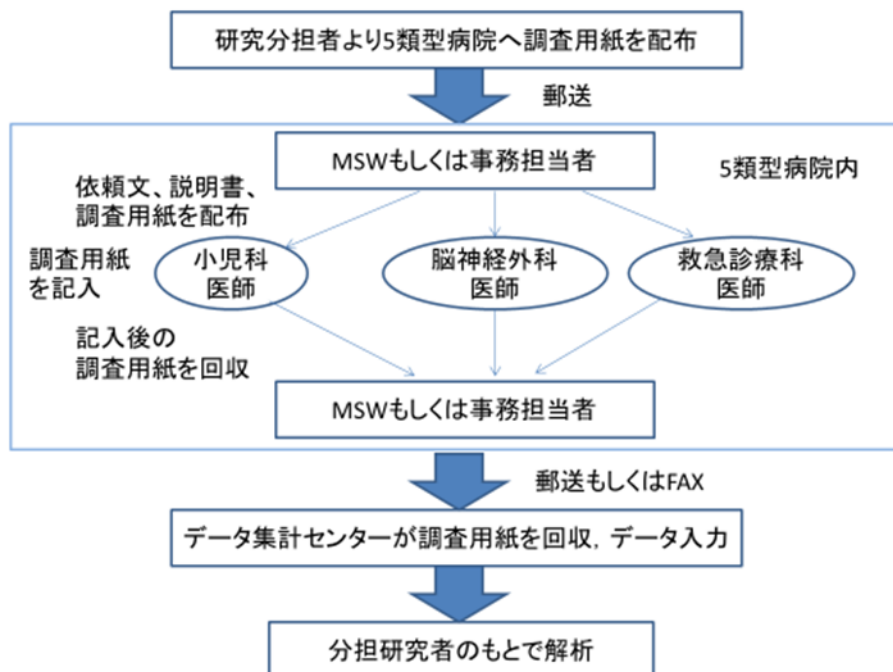 研究分担者より5類型病院へ調査用紙を配布
郵送
MSWもしくは事務担当者
5類型病院内
依頼文、説明書、
調査用紙を配布
調査用紙
を記入
小児科
医師
脳神経外科
医師
救急診療科
医師
記入後の
調査用紙を回収
MSWもしくは事務担当者
郵送もしくはFAX
データ集計センターが調査用紙を回収，データ入力
分担研究者のもとで解析